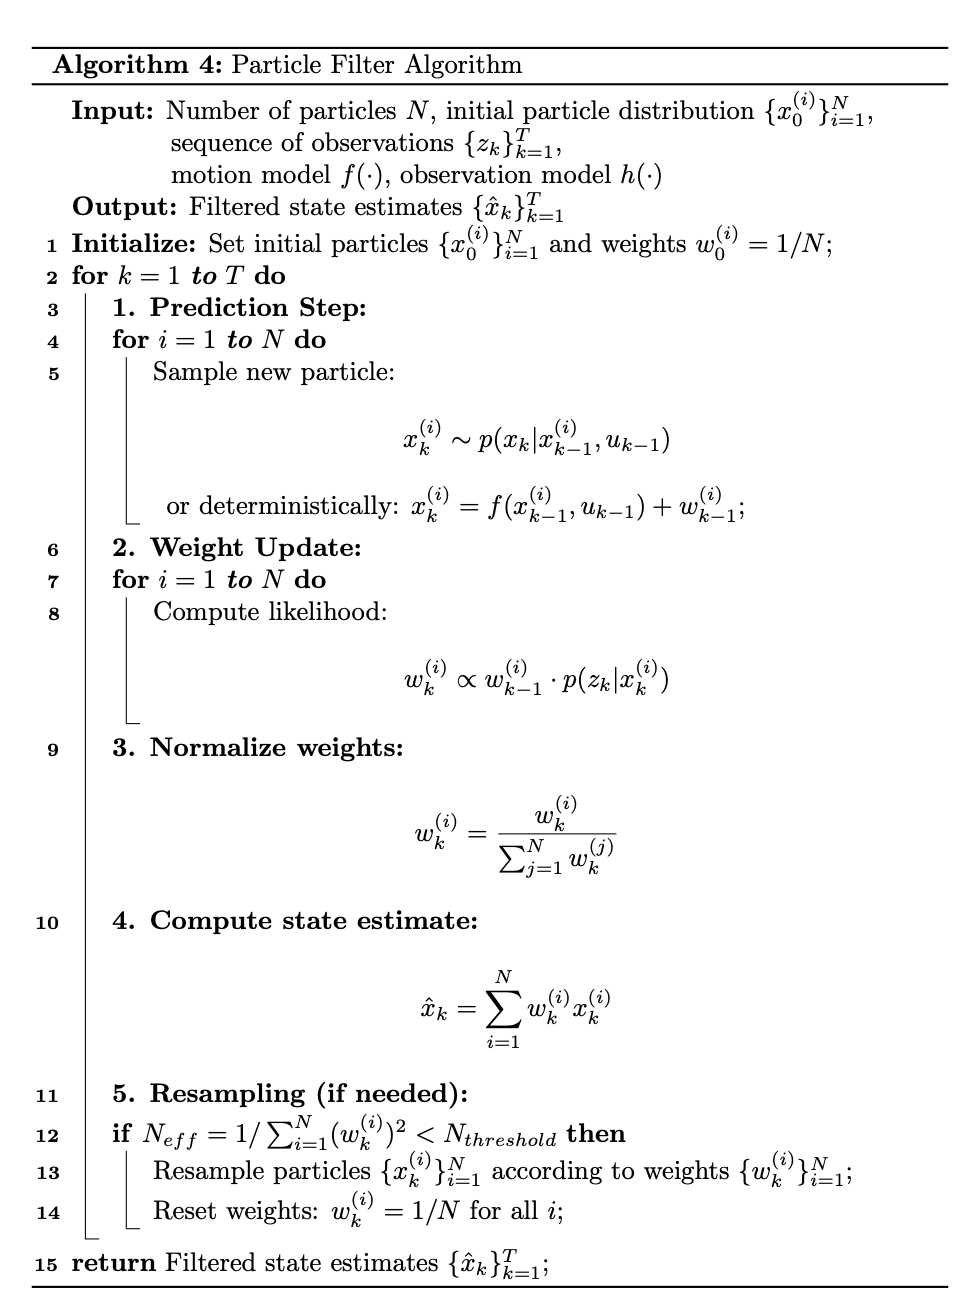 Algorithm 4: Particle Filter Algorithm
Input: Number of particles $N$, initial particle distribution $\{x_0^{(i)}\}_{i=1}^N$,
sequence of observations $\{z_k\}_{k=1}^T$,
motion model $f(\cdot)$, observation model $h(\cdot)$
Output: Filtered state estimates $\{\hat{x}_k\}_{k=1}^T$
1 Initialize: Set initial particles $\{x_0^{(i)}\}_{i=1}^N$ and weights $w_0^{(i)} = 1/N$;
2 for $k = 1$ to $T$ do
3 1. Prediction Step:
4 for $i = 1$ to $N$ do
5 Sample new particle:
$x_k^{(i)} \sim p(x_k|x_{k-1}^{(i)}, u_{k-1})$
or deterministically: $x_k^{(i)} = f(x_{k-1}^{(i)}, u_{k-1}) + w_{k-1}^{(i)}$;
6 2. Weight Update:
7 for $i = 1$ to $N$ do
8 Compute likelihood:
$w_k^{(i)} \propto w_{k-1}^{(i)} \cdot p(z_k|x_k^{(i)})$
9 3. Normalize weights:
$w_k^{(i)} = \frac{w_k^{(i)}}{\sum_{j=1}^N w_k^{(j)}}$
10 4. Compute state estimate:
$\hat{x}_k = \sum_{i=1}^N w_k^{(i)} x_k^{(i)}$
11 5. Resampling (if needed):
12 if $N_{eff} = 1/\sum_{i=1}^N (w_k^{(i)})^2 < N_{threshold}$ then
13 Resample particles $\{x_k^{(i)}\}_{i=1}^N$ according to weights $\{w_k^{(i)}\}_{i=1}^N$;
14 Reset weights: $w_k^{(i)} = 1/N$ for all $i$;
15 return Filtered state estimates $\{\hat{x}_k\}_{k=1}^T$;